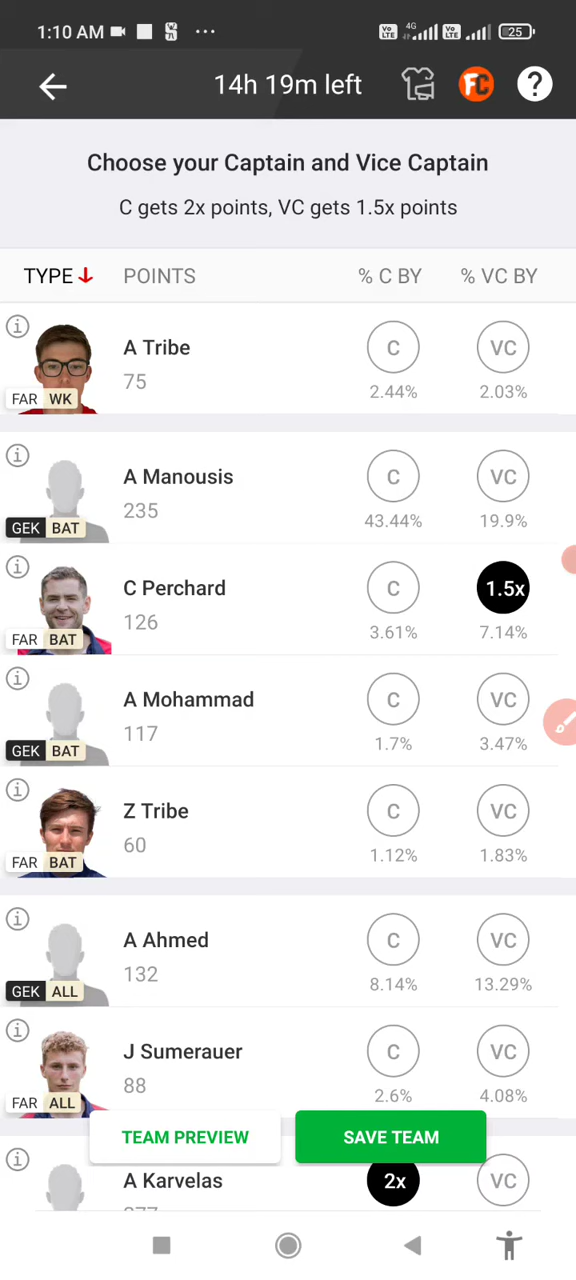 1:10 AM
Vo LTE 4G Vo LTE 25
14h 19m left FC ?
Choose your Captain and Vice Captain
C gets 2x points, VC gets 1.5x points
TYPE POINTS % C BY % VC BY
A Tribe C VC
75
FAR WK 2.44% 2.03%
A Manousis C VC
235
GEK BAT 43.44% 19.9%
C Perchard C 1.5x
126
FAR BAT 3.61% 7.14%
A Mohammad C VC
117
GEK BAT 1.7% 3.47%
Z Tribe C VC
60
FAR BAT 1.12% 1.83%
A Ahmed C VC
132
GEK ALL 8.14% 13.29%
J Sumerauer C VC
88
FAR ALL 2.6% 4.08%
TEAM PREVIEW SAVE TEAM
A Karvelas 2x VC